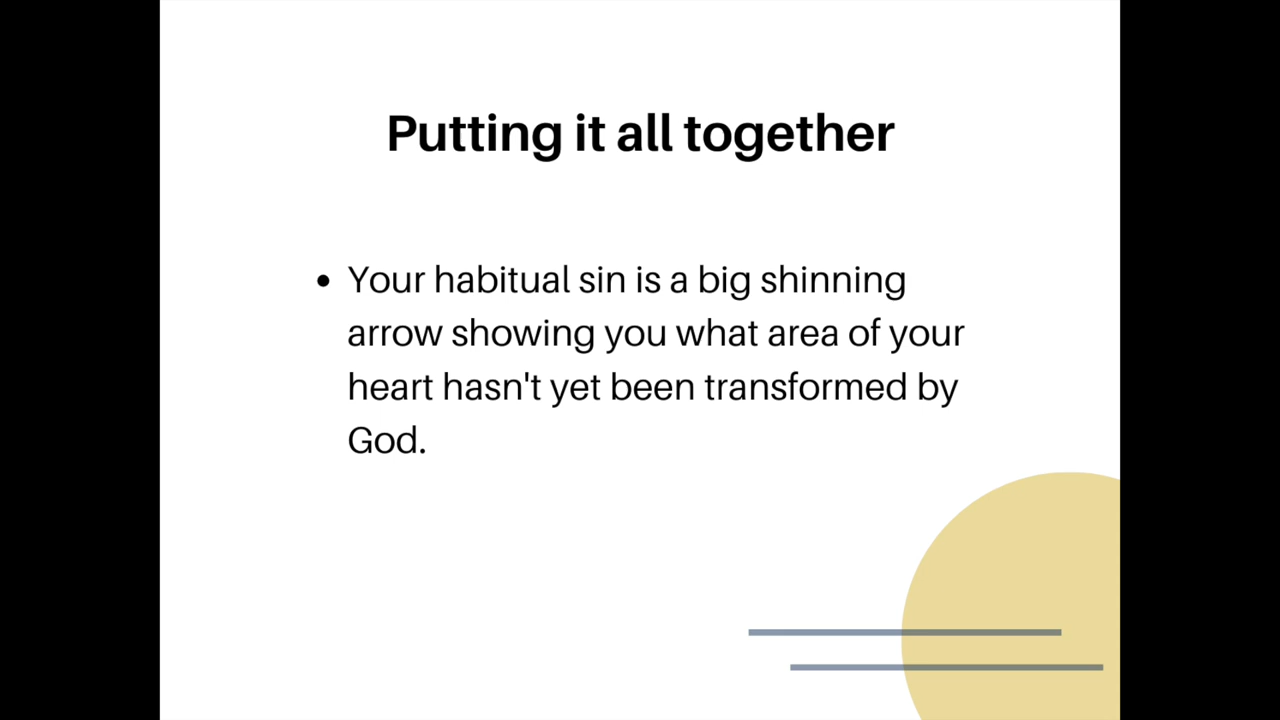 Putting it all together
• Your habitual sin is a big shinning
arrow showing you what area of your
heart hasn't yet been transformed by
God.